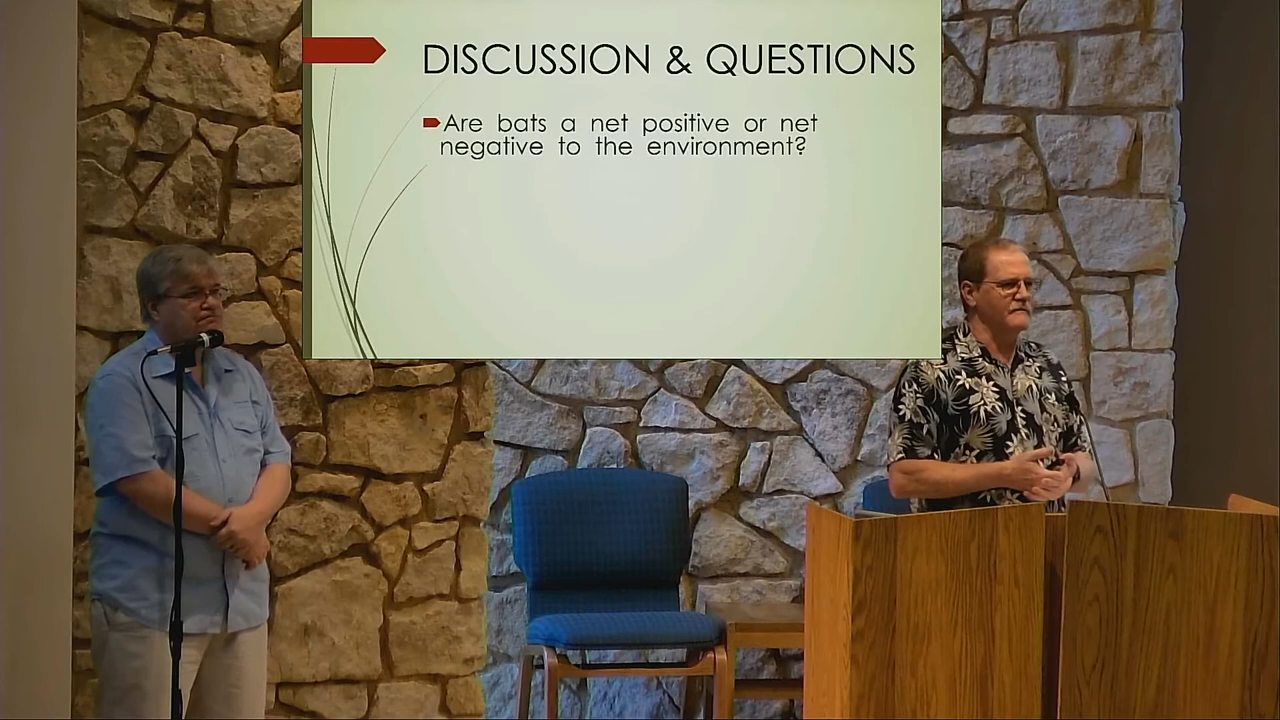 DISCUSSION & QUESTIONS
Are bats a net positive or net
negative to the environment?